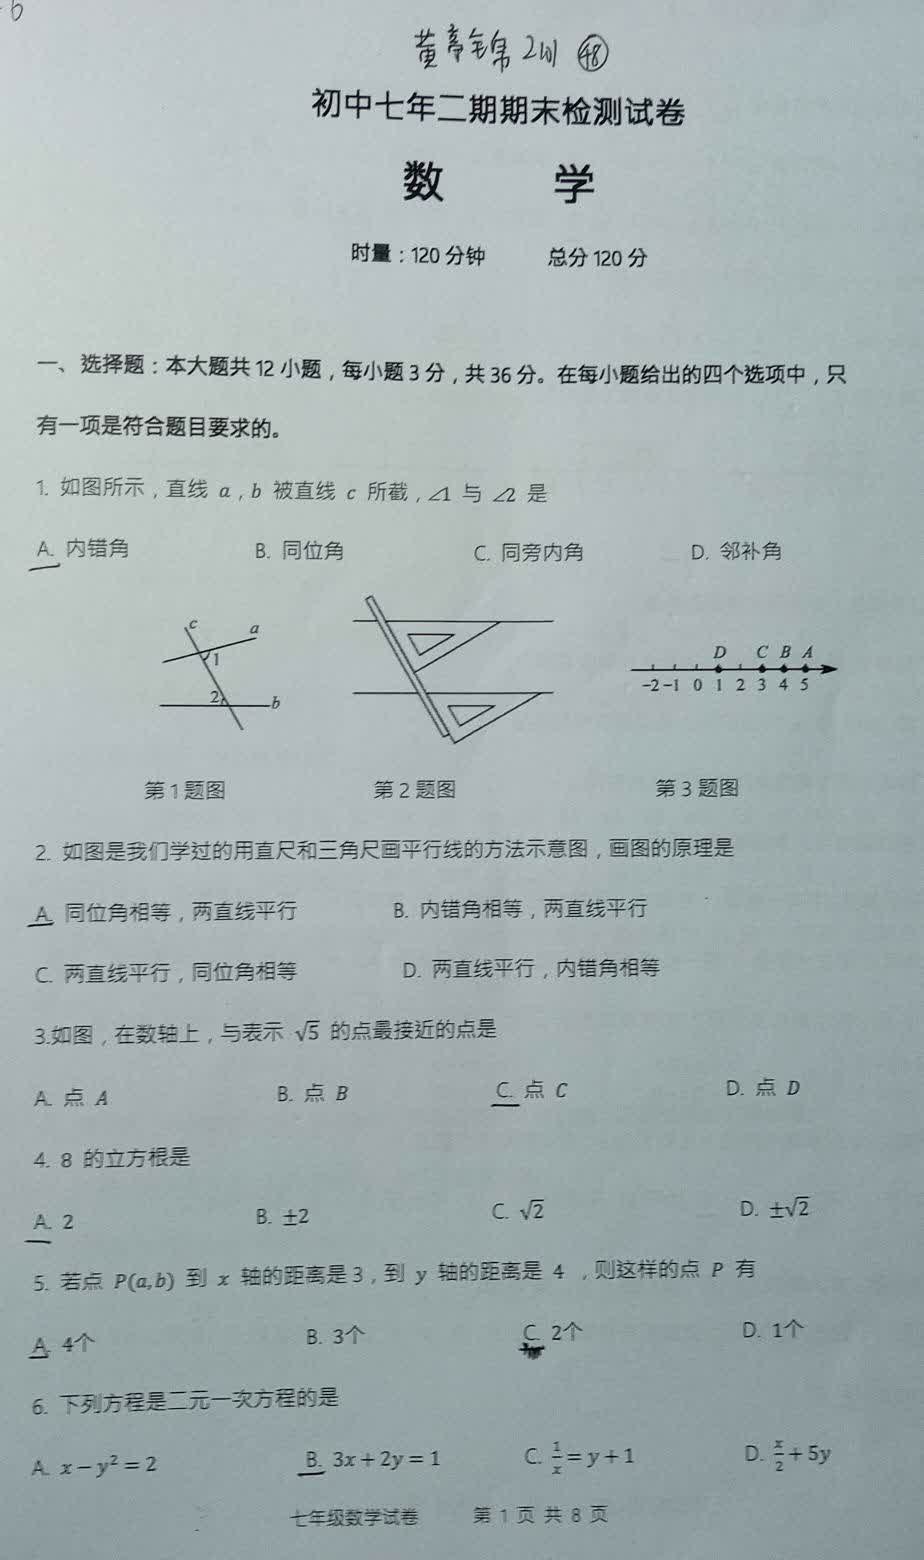 6
黄亭锦 201 48
初中七年二期期末检测试卷
数 学
时量：120 分钟 总分 120 分
一、选择题：本大题共 12 小题，每小题 3 分，共 36 分。在每小题给出的四个选项中，只
有一项是符合题目要求的。
1. 如图所示，直线 a，b 被直线 c 所截，∠1 与 ∠2 是
A. 内错角 B. 同位角 C. 同旁内角 D. 邻补角
c a 1 2 b
D C B A
-2 -1 0 1 2 3 4 5
第 1 题图 第 2 题图 第 3 题图
2. 如图是我们学过的用直尺和三角尺画平行线的方法示意图，画图的原理是
A. 同位角相等，两直线平行 B. 内错角相等，两直线平行
C. 两直线平行，同位角相等 D. 两直线平行，内错角相等
3.如图，在数轴上，与表示 √5 的点最接近的点是
A. 点 A B. 点 B C. 点 C D. 点 D
4. 8 的立方根是
A. 2 B. ±2 C. √2 D. ±√2
5. 若点 P(a,b) 到 x 轴的距离是 3，到 y 轴的距离是 4 ，则这样的点 P 有
A. 4个 B. 3个 C. 2个 D. 1个
6. 下列方程是二元一次方程的是
A. x − y² = 2 B. 3x + 2y = 1 C. 1/x = y + 1 D. x/2 + 5y
七年级数学试卷 第 1 页 共 8 页